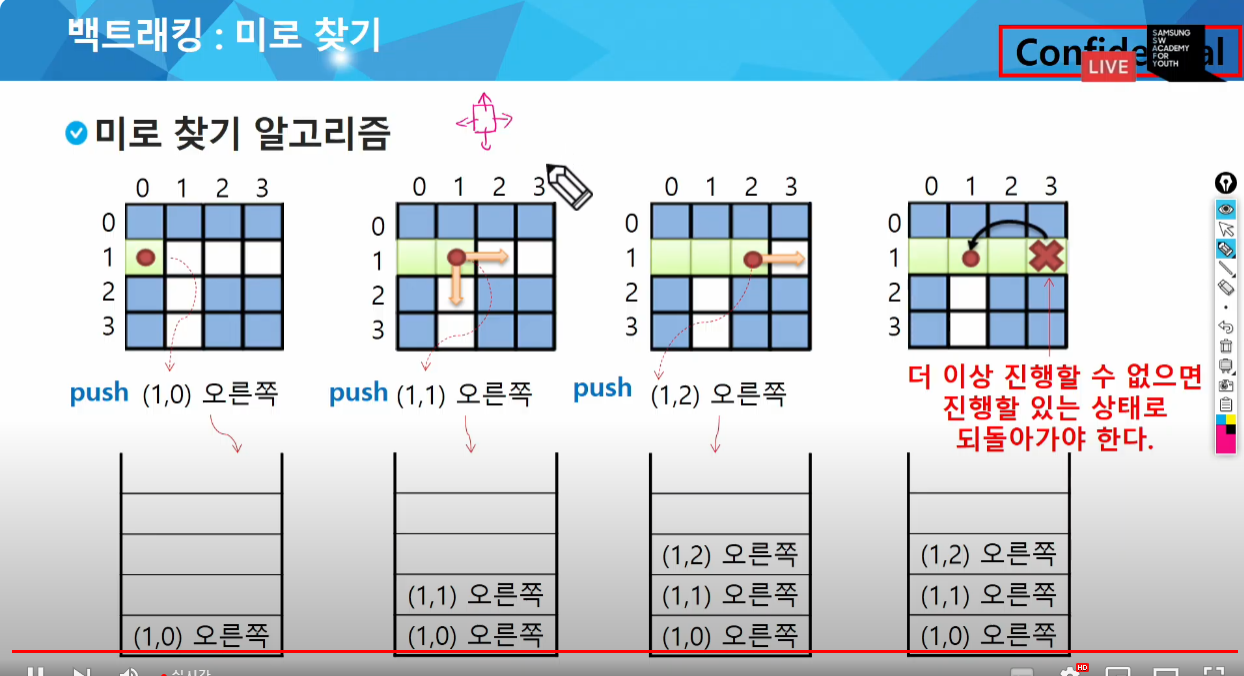 백트래킹 : 미로 찾기
SAMSUNG
SW
ACADEMY
FOR
YOUTH
LIVE
미로 찾기 알고리즘
0 1 2 3
0
1
2
3
push (1,0) 오른쪽
(1,0) 오른쪽
0 1 2 3
0
1
2
3
push (1,1) 오른쪽
(1,1) 오른쪽
(1,0) 오른쪽
0 1 2 3
0
1
2
3
push (1,2) 오른쪽
(1,2) 오른쪽
(1,1) 오른쪽
(1,0) 오른쪽
0 1 2 3
0
1
2
3
더 이상 진행할 수 없으면
진행할 있는 상태로
되돌아가야 한다.
(1,2) 오른쪽
(1,1) 오른쪽
(1,0) 오른쪽
HD